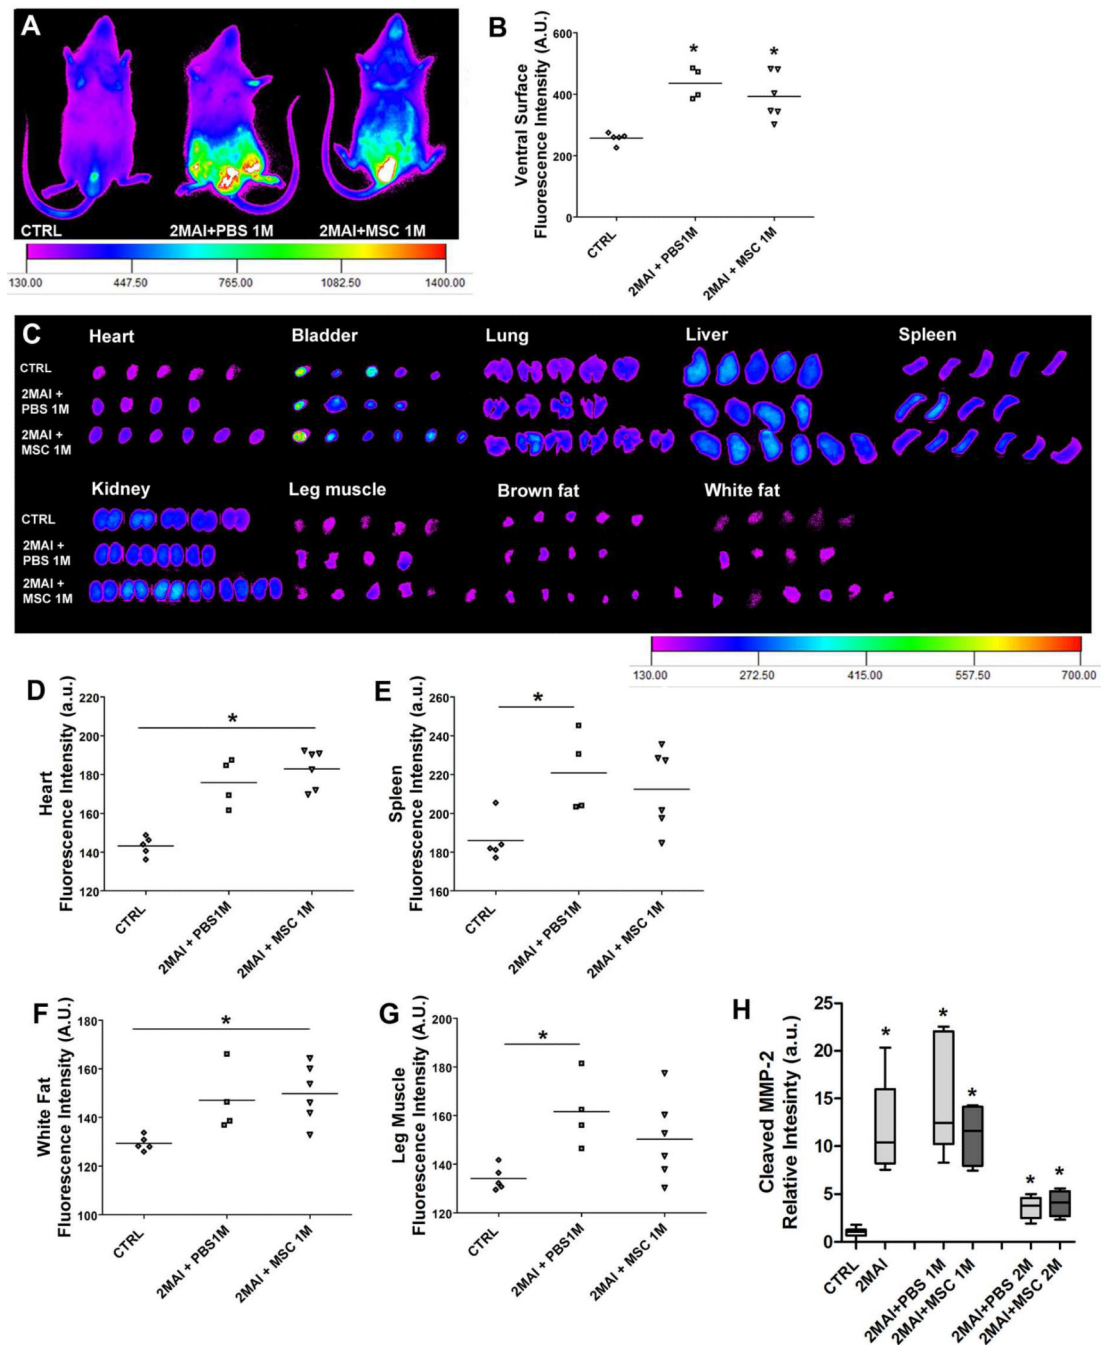 A
CTRL
2MAI+PBS 1M
2MAI+MSC 1M
130.00
447.50
765.00
1082.50
1400.00
B
Ventral Surface
Fluorescence Intensity (A.U.)
600
400
200
0
*
*
CTRL
2MAI + PBS1M
2MAI + MSC 1M
C
Heart
Bladder
Lung
Liver
Spleen
CTRL
2MAI +
PBS 1M
2MAI +
MSC 1M
Kidney
Leg muscle
Brown fat
White fat
CTRL
2MAI +
PBS 1M
2MAI +
MSC 1M
130.00
272.50
415.00
557.50
700.00
D
Heart
Fluorescence Intensity (a.u.)
220
200
180
160
140
120
*
CTRL
2MAI + PBS1M
2MAI + MSC 1M
E
Spleen
Fluorescence Intensity (a.u.)
260
240
220
200
180
160
*
CTRL
2MAI + PBS1M
2MAI + MSC 1M
F
White Fat
Fluorescence Intensity (A.U.)
180
160
140
120
100
*
CTRL
2MAI + PBS1M
2MAI + MSC 1M
G
Leg Muscle
Fluorescence Intensity (A.U.)
200
180
160
140
120
*
CTRL
2MAI + PBS1M
2MAI + MSC 1M
H
Cleaved MMP-2
Relative Intesinty (a.u.)
25
20
15
10
5
0
*
*
*
*
*
CTRL
2MAI
2MAI+PBS 1M
2MAI+MSC 1M
2MAI+PBS 2M
2MAI+MSC 2M